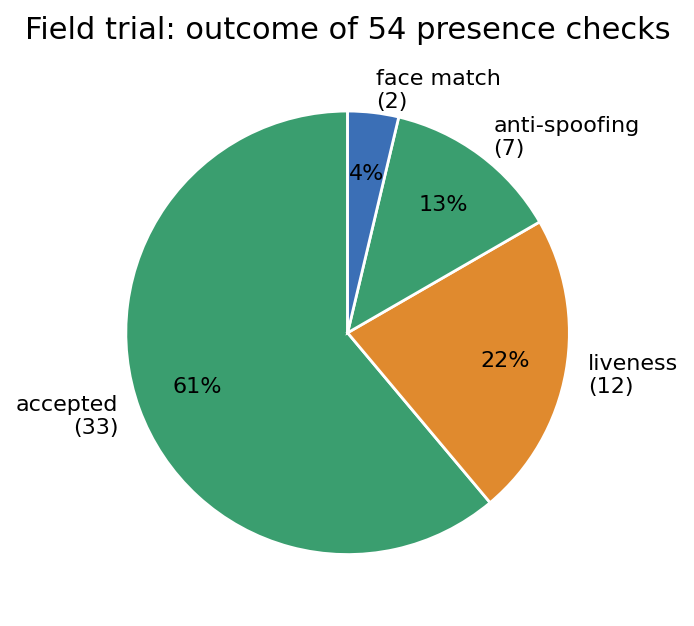 Field trial: outcome of 54 presence checks
face match
(2)
anti-spoofing
(7)
4%
13%
22%
liveness
(12)
61%
accepted
(33)